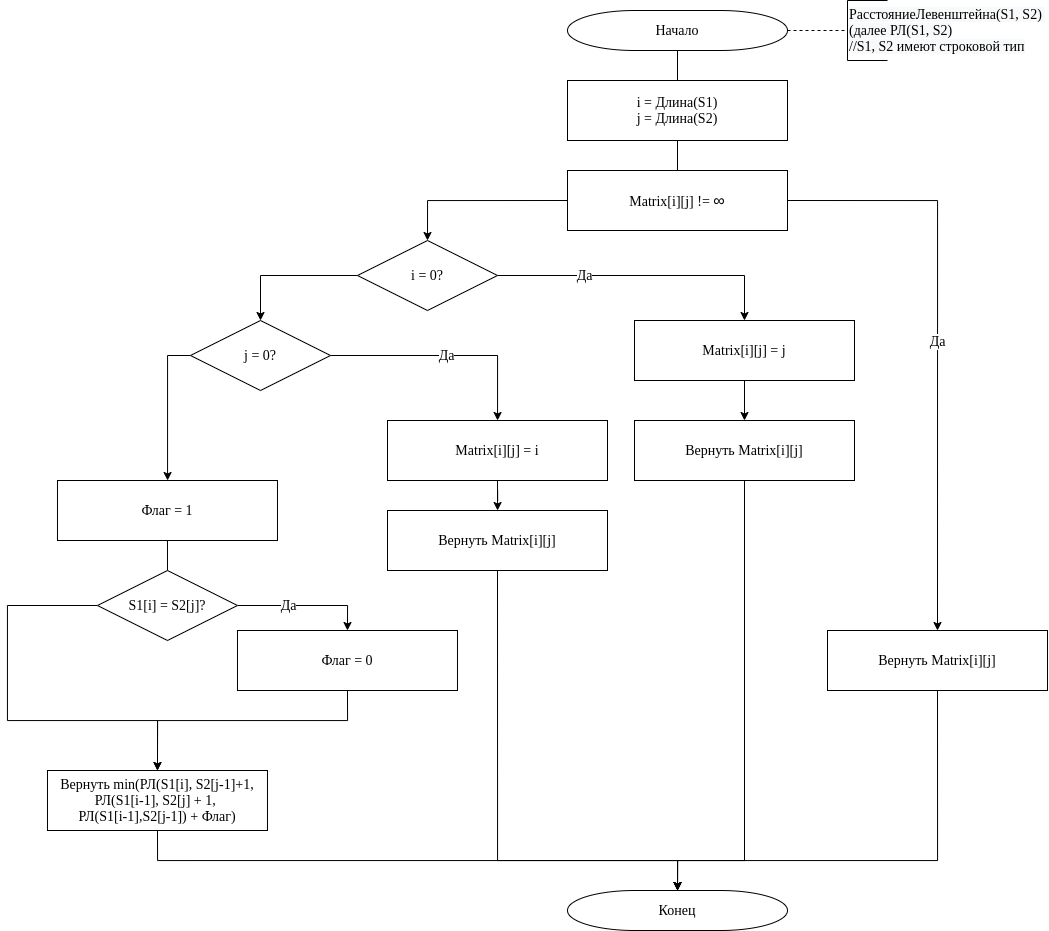 Начало
РасстояниеЛевенштейна(S1, S2)
(далее РЛ(S1, S2)
//S1, S2 имеют строковой тип
i = Длина(S1)
j = Длина(S2)
Matrix[i][j] != ∞
i = 0?
Да
j = 0?
Да
Matrix[i][j] = j
Да
Matrix[i][j] = i
Вернуть Matrix[i][j]
Флаг = 1
Вернуть Matrix[i][j]
S1[i] = S2[j]?
Да
Флаг = 0
Вернуть Matrix[i][j]
Вернуть min(РЛ(S1[i], S2[j-1]+1,
РЛ(S1[i-1], S2[j] + 1,
РЛ(S1[i-1],S2[j-1]) + Флаг)
Конец